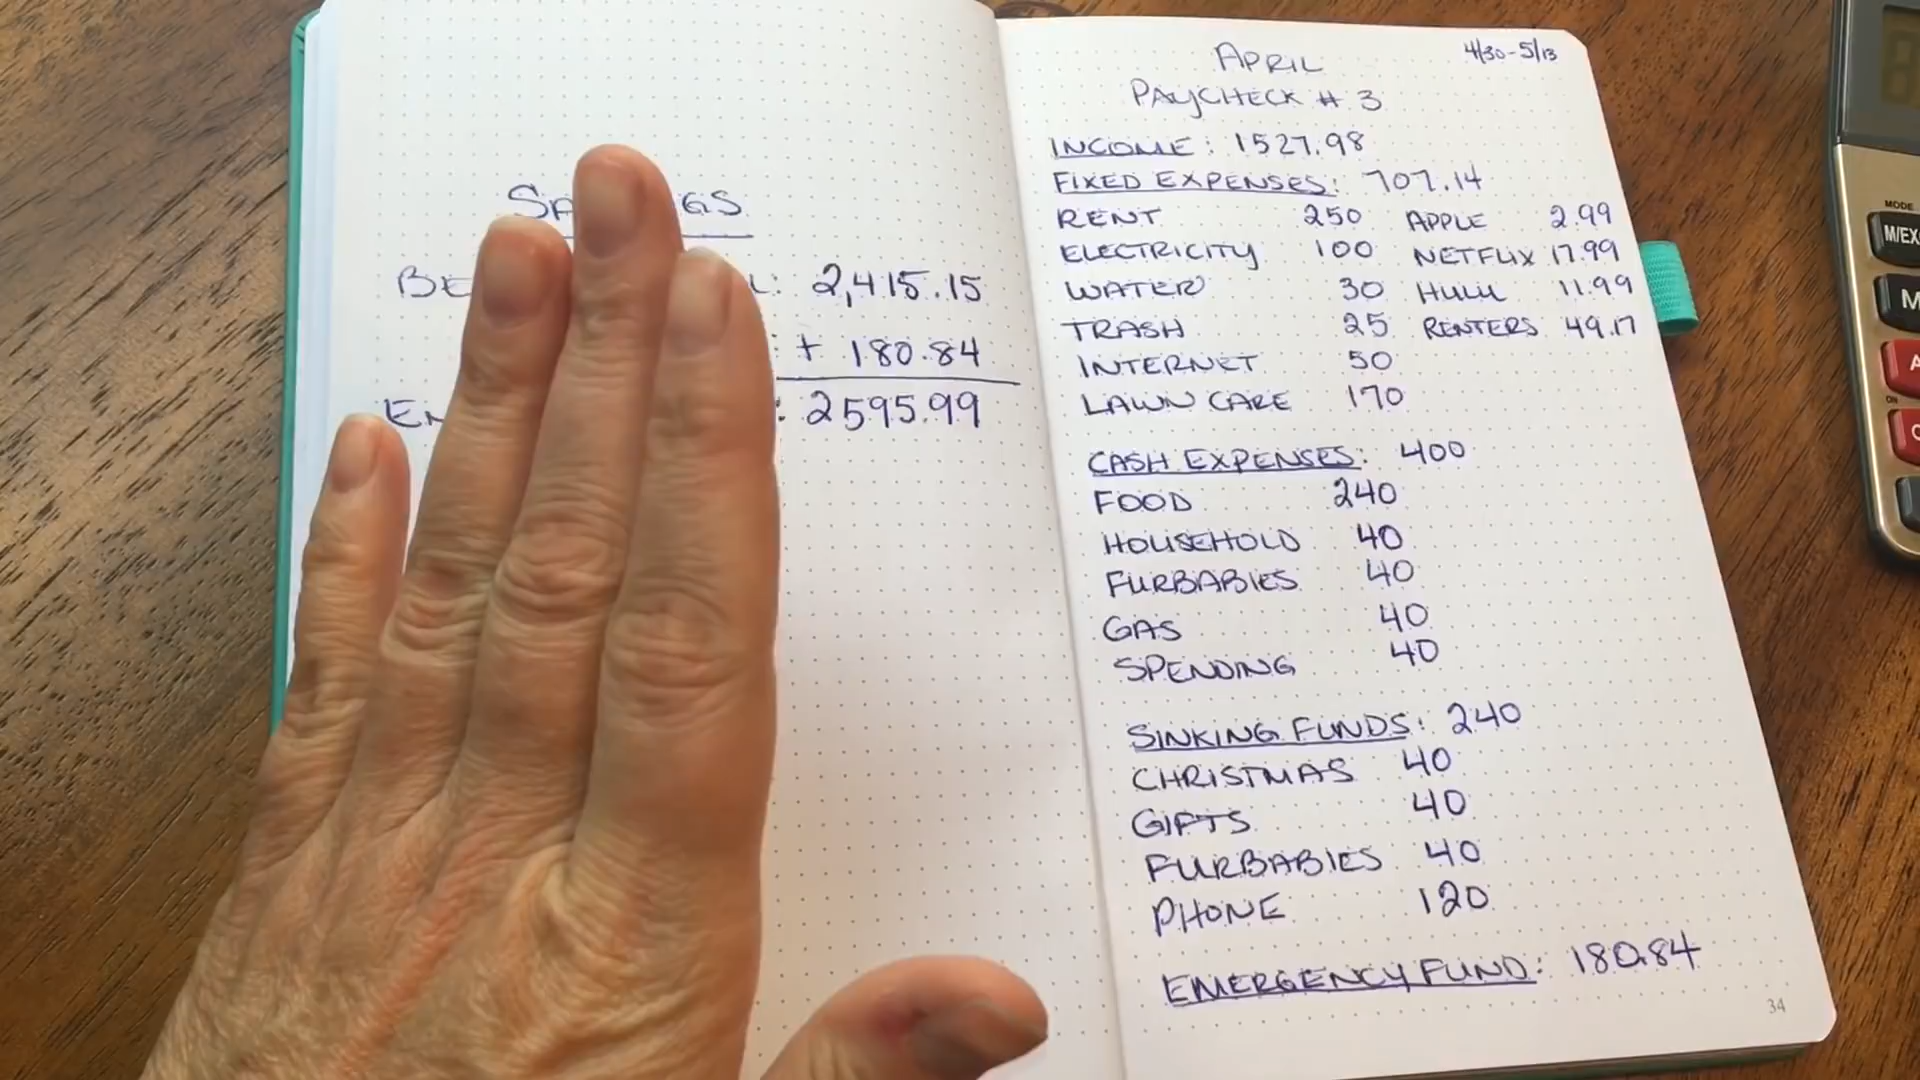 2,415.15
+ 180.84
2595.99
APRIL
4/30-5/13
PAYCHECK # 3
INCOME: 1527.98
FIXED EXPENSES: 707.14
RENT 250 APPLE 2.99
ELECTRICITY 100 NETFLIX 17.99
WATER 30 HULU 11.99
TRASH 25 RENTERS 49.17
INTERNET 50
LAWN CARE 170
CASH EXPENSES: 400
FOOD 240
HOUSEHOLD 40
FURBABIES 40
GAS 40
SPENDING 40
SINKING FUNDS: 240
CHRISTMAS 40
GIFTS 40
FURBABIES 40
PHONE 120
EMERGENCY FUND: 180.84
34
MODE
M/EX
ON